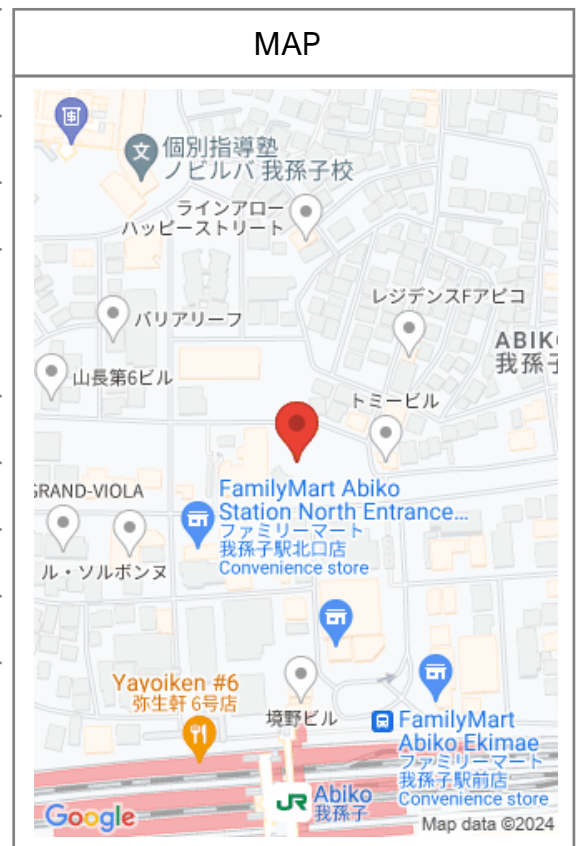 MAP
個別指導塾
ノビルバ 我孫子校
ラインアロー
ハッピーストリート
レジデンスFアビコ
バリアリーフ
ABIK
我孫子
山長第6ビル
トミービル
GRAND-VIOLA
FamilyMart Abiko
Station North Entrance...
ファミリーマート
我孫子駅北口店
Convenience store
ル・ソルボンヌ
Yayoiken #6
弥生軒 6号店
境野ビル
FamilyMart
Abiko Ekimae
ファミリーマート
我孫子駅前店
Convenience store
JR Abiko
我孫子
Google
Map data ©2024